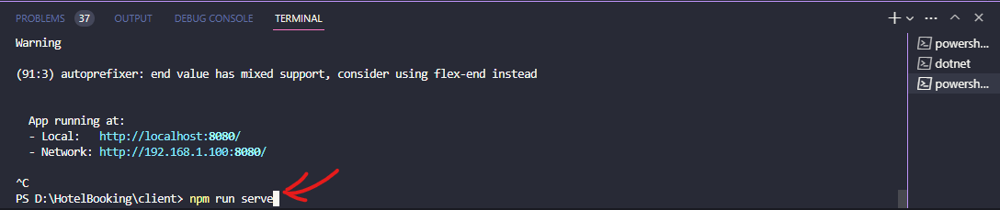 PROBLEMS 37 OUTPUT DEBUG CONSOLE TERMINAL
Warning
(91:3) autoprefixer: end value has mixed support, consider using flex-end instead
App running at:
- Local: http://localhost:8080/
- Network: http://192.168.1.100:8080/
^C
PS D:\HotelBooking\client> npm run serve
powersh...
dotnet
powersh...